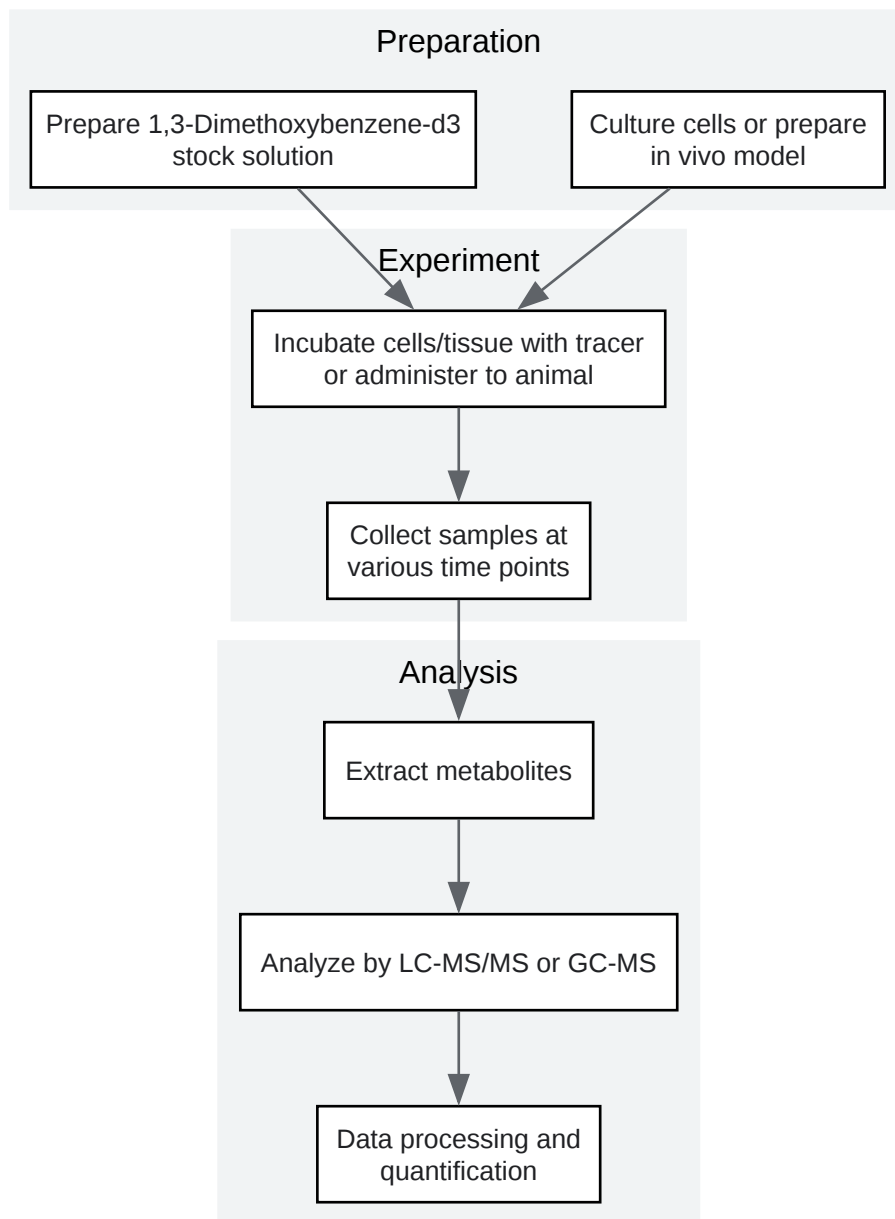 Preparation
Prepare 1,3-Dimethoxybenzene-d3
stock solution
Culture cells or prepare
in vivo model
Experiment
Incubate cells/tissue with tracer
or administer to animal
Collect samples at
various time points
Analysis
Extract metabolites
Analyze by LC-MS/MS or GC-MS
Data processing and
quantification